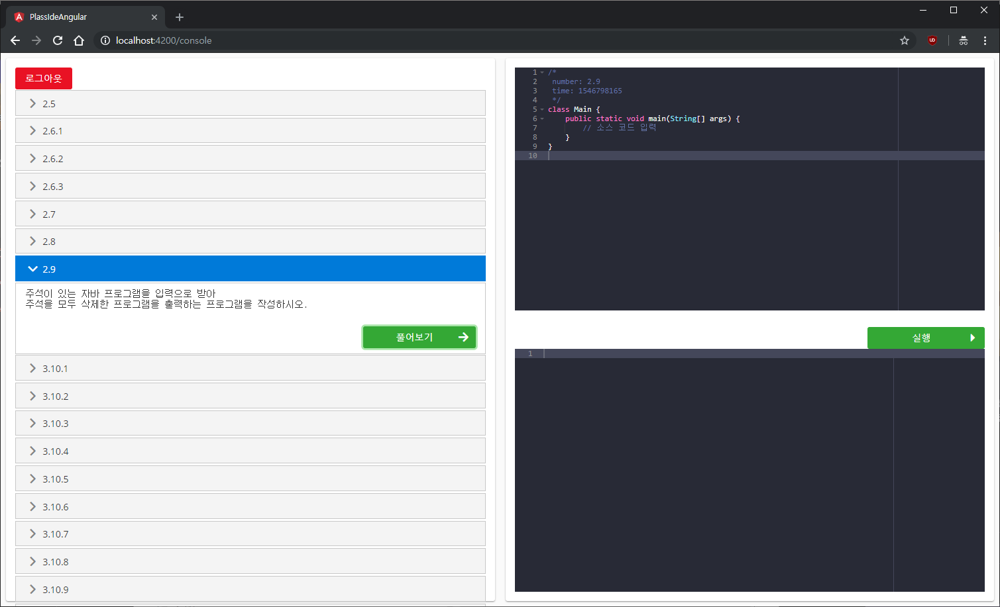 PlassIdeAngular
localhost:4200/console
로그아웃
2.5
2.6.1
2.6.2
2.6.3
2.7
2.8
2.9
주석이 있는 자바 프로그램을 입력으로 받아
주석을 모두 삭제한 프로그램을 출력하는 프로그램을 작성하시오.
풀어보기
3.10.1
3.10.2
3.10.3
3.10.4
3.10.5
3.10.6
3.10.7
3.10.8
3.10.9
1 /*
2 number: 2.9
3 time: 1546798165
4 */
5 class Main {
6 public static void main(String[] args) {
7 // 소스 코드 입력
8 }
9 }
10
실행
1